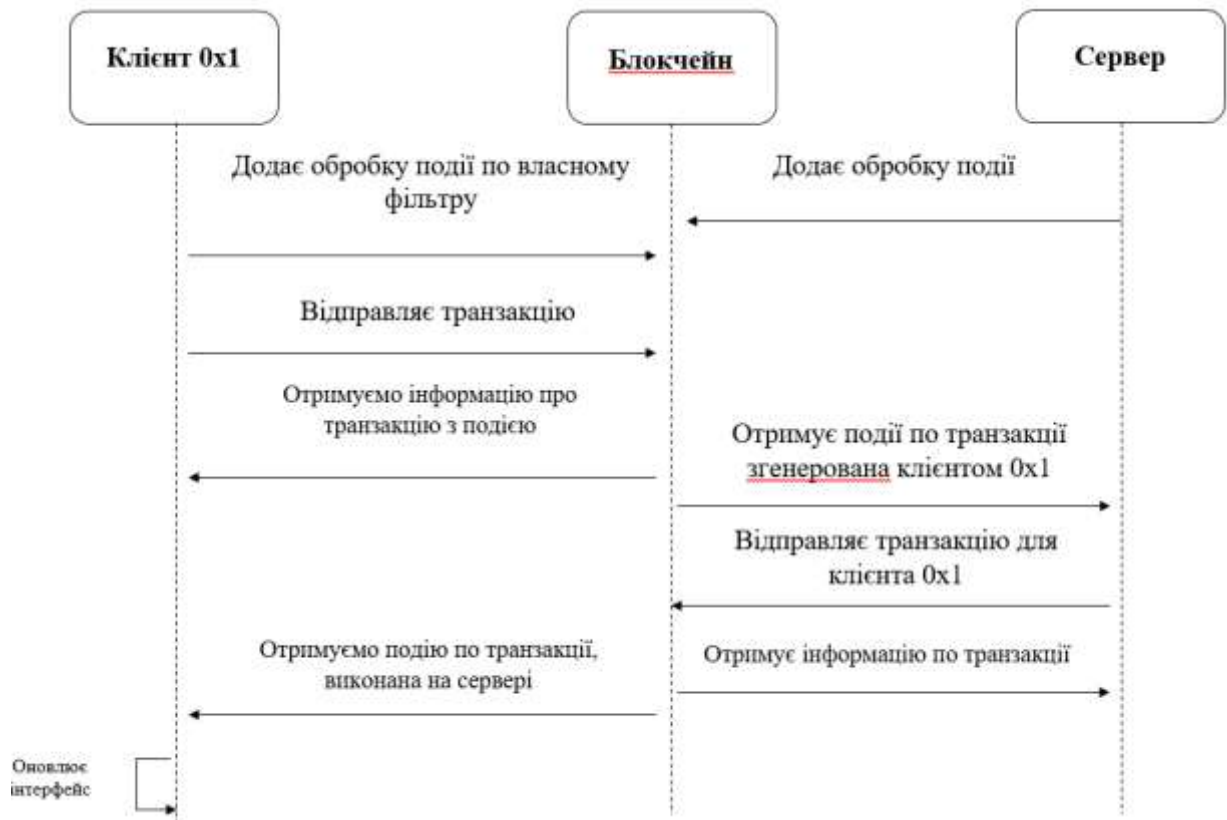 Клієнт 0x1
Блокчейн
Сервер
Додає обробку події по власному
фільтру
Додає обробку події
Відправляє транзакцію
Отримуємо інформацію про
транзакцію з подією
Отримує події по транзакції
згенерована клієнтом 0x1
Відправляє транзакцію для
клієнта 0x1
Отримуємо подію по транзакції,
виконана на сервері
Отримує інформацію по транзакції
Оновлює
інтерфейс